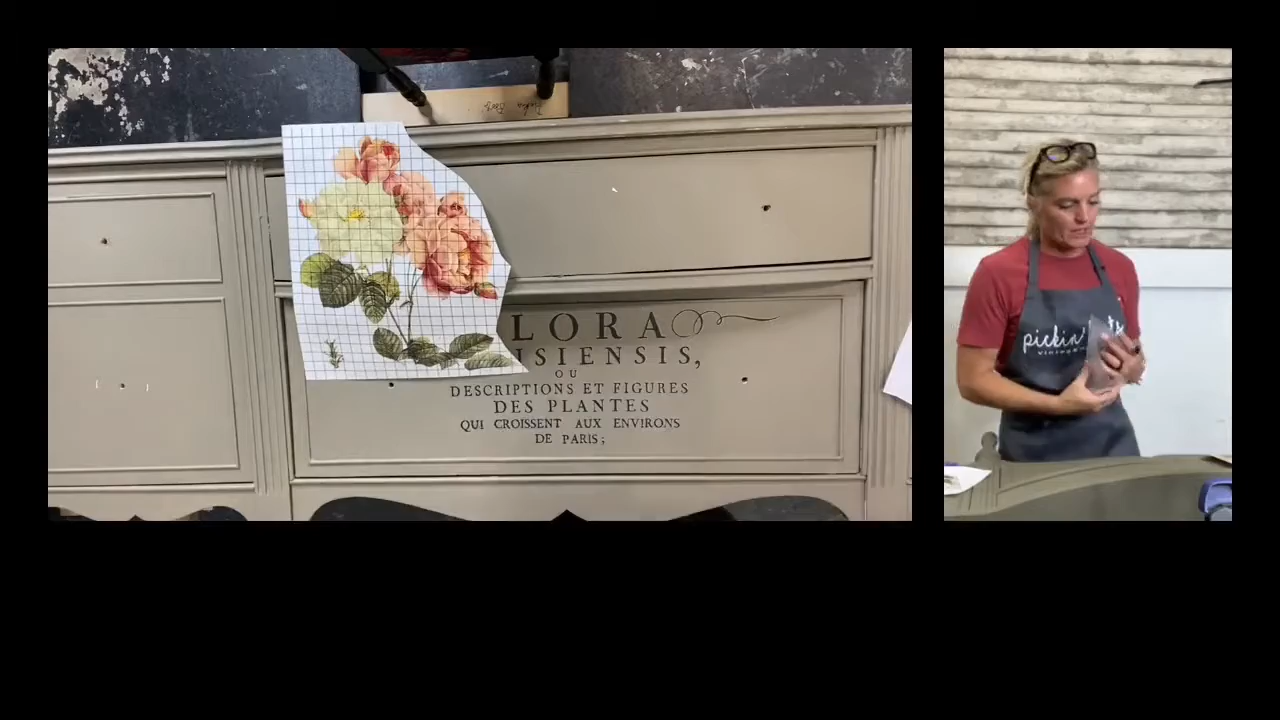 LORA
ISIENSIS,
OU
DESCRIPTIONS ET FIGURES
DES PLANTES
QUI CROISSENT AUX ENVIRONS
DE PARIS;
pickin'